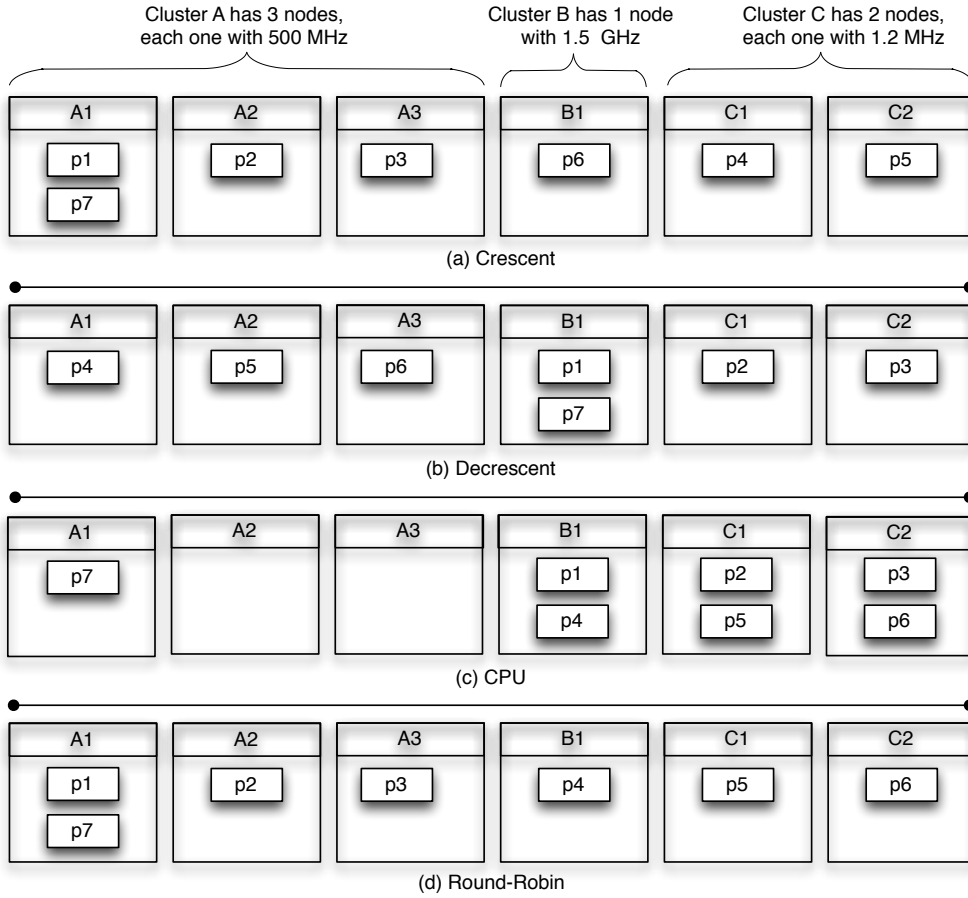 Cluster A has 3 nodes, each one with 500 MHz
Cluster B has 1 node with 1.5 GHz
Cluster C has 2 nodes, each one with 1.2 MHz
A1 A2 A3 B1 C1 C2
p1 p2 p3 p6 p4 p5
p7
(a) Crescent
A1 A2 A3 B1 C1 C2
p4 p5 p6 p1 p2 p3
p7
(b) Decrescent
A1 A2 A3 B1 C1 C2
p7 p1 p2 p3
p4 p5 p6
(c) CPU
A1 A2 A3 B1 C1 C2
p1 p2 p3 p4 p5 p6
p7
(d) Round-Robin